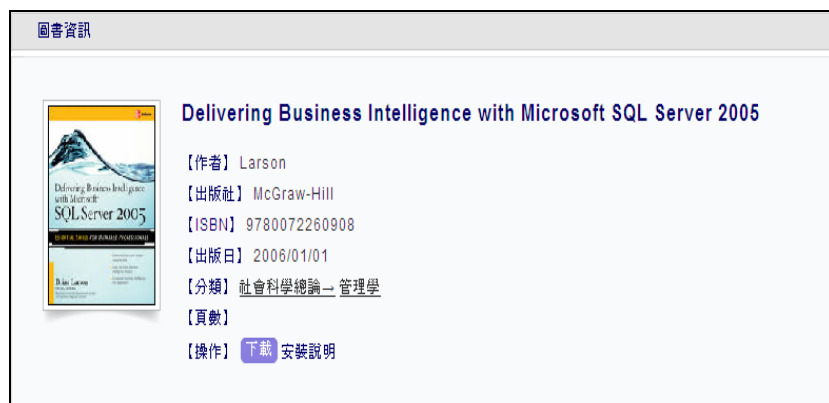 圖書資訊
Delivering Business Intelligence with Microsoft SQL Server 2005
【作者】 Larson
【出版社】 McGraw-Hill
【ISBN】 9780072260908
【出版日】 2006/01/01
【分類】 社會科學總論→ 管理學
【頁數】
【操作】 下載 安裝說明
Delivering Business Intelligence
with Microsoft
SQL Server 2005
Brian Larson